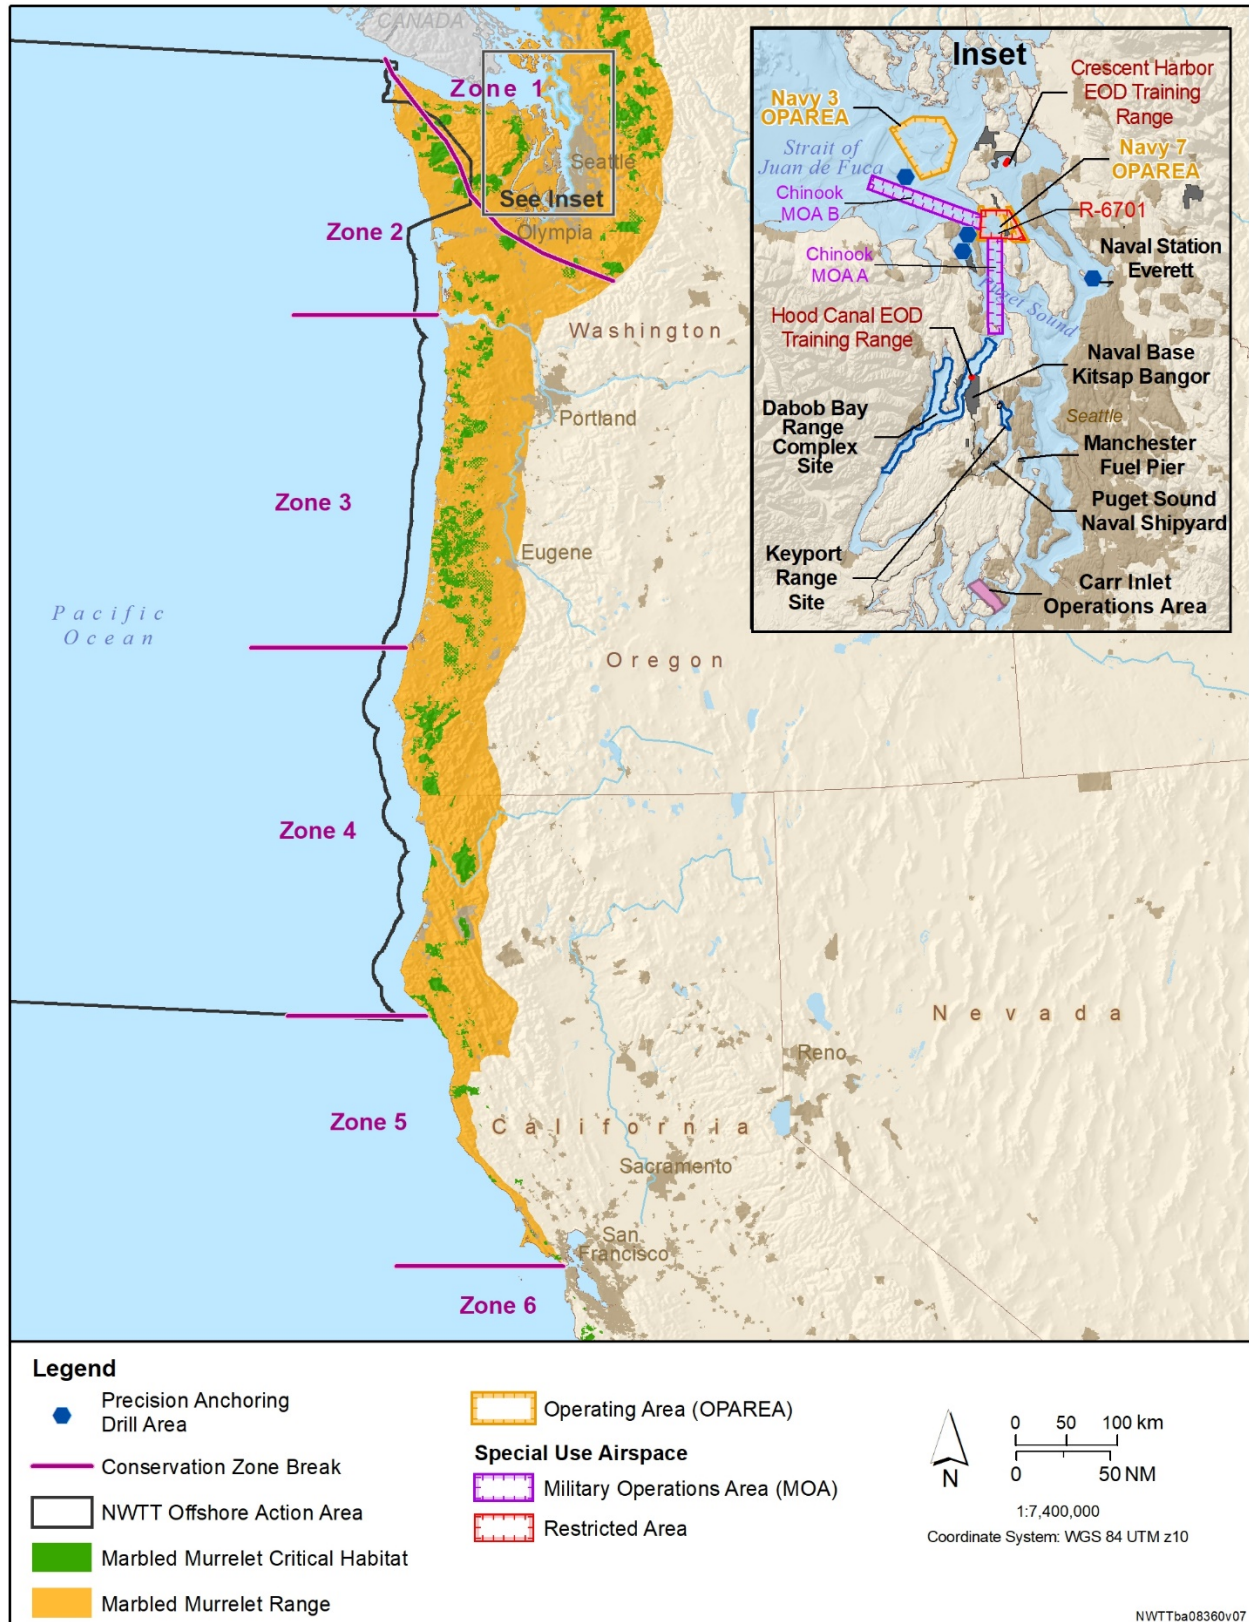 CANADA
Zone 1
Seattle
See Inset
Olympia
Zone 2
Washington
Portland
Zone 3
Eugene
Pacific
Ocean
Oregon
Zone 4
Nevada
Reno
Zone 5
California
Sacramento
San
Francisco
Zone 6
Inset
Crescent Harbor
EOD Training
Range
Navy 3
OPAREA
Strait of
Juan de Fuca
Navy 7
OPAREA
Chinook
MOA B
R-6701
Chinook
MOA A
Naval Station
Everett
Puget Sound
Hood Canal EOD
Training Range
Naval Base
Kitsap Bangor
Dabob Bay
Range
Complex
Site
Seattle
Manchester
Fuel Pier
Puget Sound
Naval Shipyard
Keyport
Range
Site
Carr Inlet
Operations Area
Legend
Precision Anchoring
Drill Area
Conservation Zone Break
NWTT Offshore Action Area
Marbled Murrelet Critical Habitat
Marbled Murrelet Range
Operating Area (OPAREA)
Special Use Airspace
Military Operations Area (MOA)
Restricted Area
N
0 50 100 km
0 50 NM
1:7,400,000
Coordinate System: WGS 84 UTM z10
NWTTba08360v07